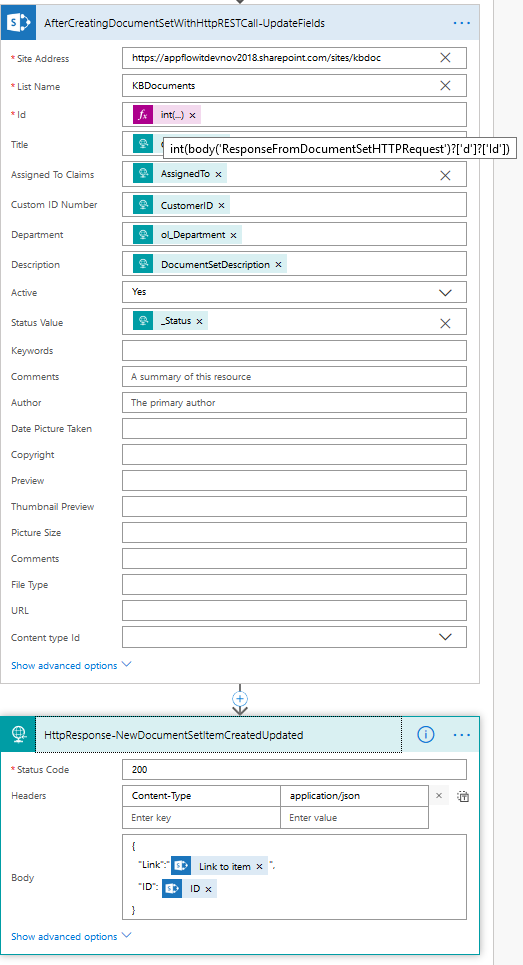 AfterCreatingDocumentSetWithHttpRESTCall-UpdateFields
* Site Address https://appflowitdevnov2018.sharepoint.com/sites/kbdoc
* List Name KBDocuments
* Id fx int(...) ×
Title
int(body('ResponseFromDocumentSetHTTPRequest')?['d']?['Id'])
Assigned To Claims AssignedTo ×
Custom ID Number CustomerID ×
Department ol_Department ×
Description DocumentSetDescription ×
Active Yes
Status Value _Status ×
Keywords
Comments A summary of this resource
Author The primary author
Date Picture Taken
Copyright
Preview
Thumbnail Preview
Picture Size
Comments
File Type
URL
Content type Id
Show advanced options
HttpResponse-NewDocumentSetItemCreatedUpdated
* Status Code 200
Headers Content-Type application/json ×
Enter key Enter value
Body
{
"Link":" Link to item × ",
"ID": ID ×
}
Show advanced options